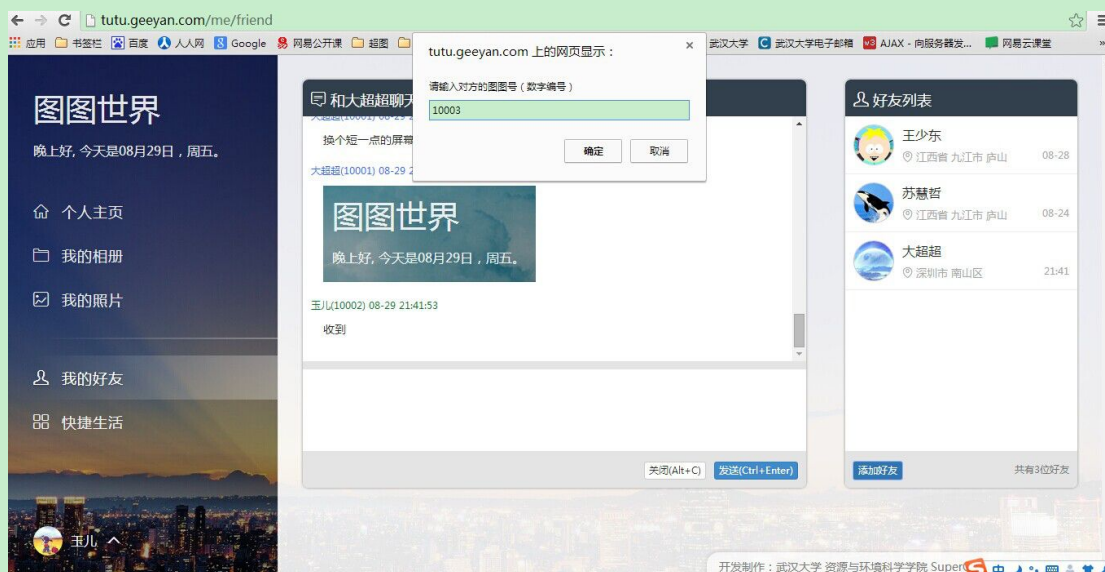 tutu.geeyan.com/me/friend
应用 书签栏 百度 人人网 Google 网易公开课 超图 武汉大学 武汉大学电子邮箱 AJAX - 向服务器发... 网易云课堂 »
tutu.geeyan.com 上的网页显示：
×
请输入对方的图图号（数字编号）
10003
确定 取消
图图世界
晚上好, 今天是08月29日，周五。
个人主页
我的相册
我的照片
我的好友
快捷生活
玉儿
和大超超聊天
大超超(10001) 08-29 2
换个短一点的屏幕
大超超(10001) 08-29 2
图图世界
晚上好, 今天是08月29日，周五。
玉儿(10002) 08-29 21:41:53
收到
关闭(Alt+C) 发送(Ctrl+Enter)
好友列表
王少东
江西省 九江市 庐山 08-28
苏慧哲
江西省 九江市 庐山 08-24
大超超
深圳市 南山区 21:41
添加好友 共有3位好友
开发制作：武汉大学 资源与环境科学学院 Super
中